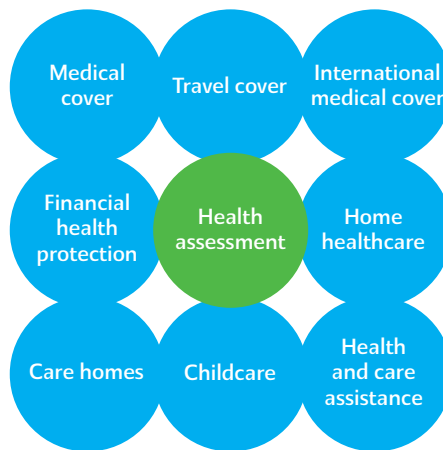 Medical
cover
Travel cover
International
medical cover
Financial
health
protection
Health
assessment
Home
healthcare
Care homes
Childcare
Health
and care
assistance